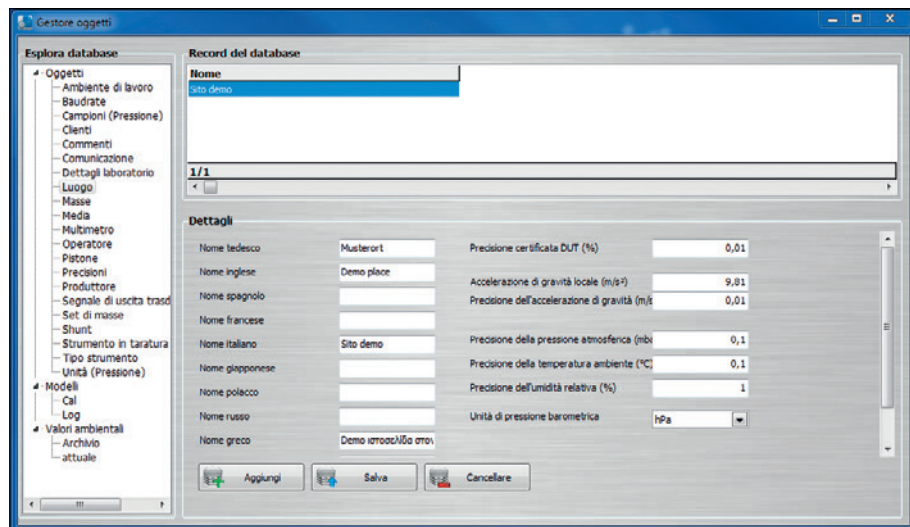 Gestore oggetti
Esplora database
Oggetti
Ambiente di lavoro
Baudrate
Campioni (Pressione)
Clienti
Commenti
Comunicazione
Dettagli laboratorio
Luogo
Masse
Media
Multimetro
Operatore
Pistone
Precisioni
Produttore
Segnale di uscita trasd
Set di masse
Shunt
Strumento in taratura
Tipo strumento
Unità (Pressione)
Modelli
Cal
Log
Valori ambientali
Archivio
attuale
Record del database
Nome
Sito demo
1/1
Dettagli
Nome tedesco Musterort
Nome inglese Demo place
Nome spagnolo
Nome francese
Nome italiano Sito demo
Nome giapponese
Nome polacco
Nome russo
Nome greco Demo ιστοσελίδα στον
Precisione certificata DUT (%) 0,01
Accelerazione di gravità locale (m/s²) 9,81
Precisione dell'accelerazione di gravità (m/s 0,01
Precisione della pressione atmosferica (mba 0,1
Precisione della temperatura ambiente (°C) 0,1
Precisione dell'umidità relativa (%) 1
Unità di pressione barometrica hPa
Aggiungi Salva Cancellare